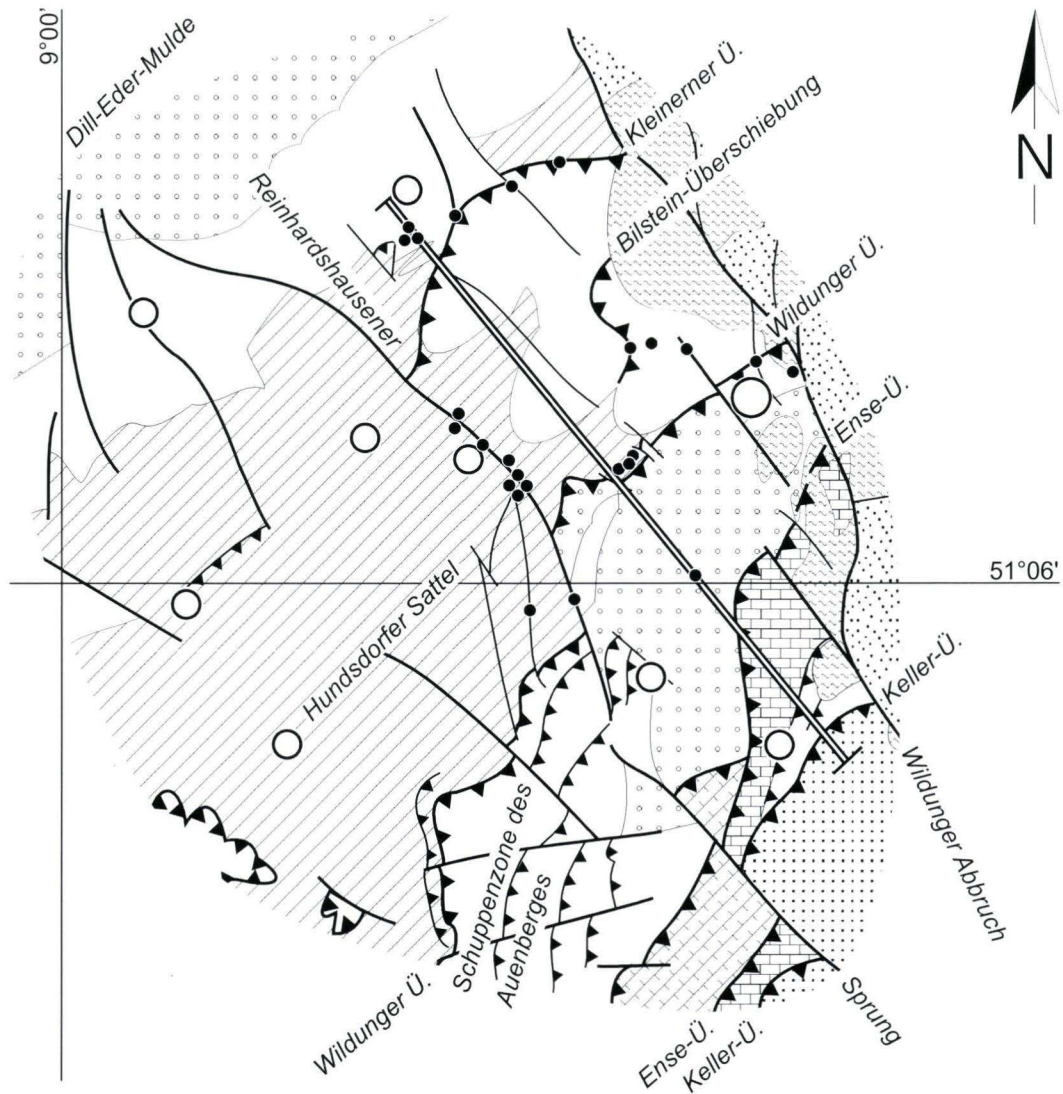 9°00'
Dill-Eder-Mulde
Kleinerner Ü.
Bilstein-Überschiebung
N
Reinhardshausener
Wildunger Ü.
Ense-Ü.
51°06'
Hundsdorfer Sattel
Keller-Ü.
Wildunger Abbruch
Schuppenzone des
Auenberges
Wildunger Ü.
Sprung
Ense-Ü.
Keller-Ü.